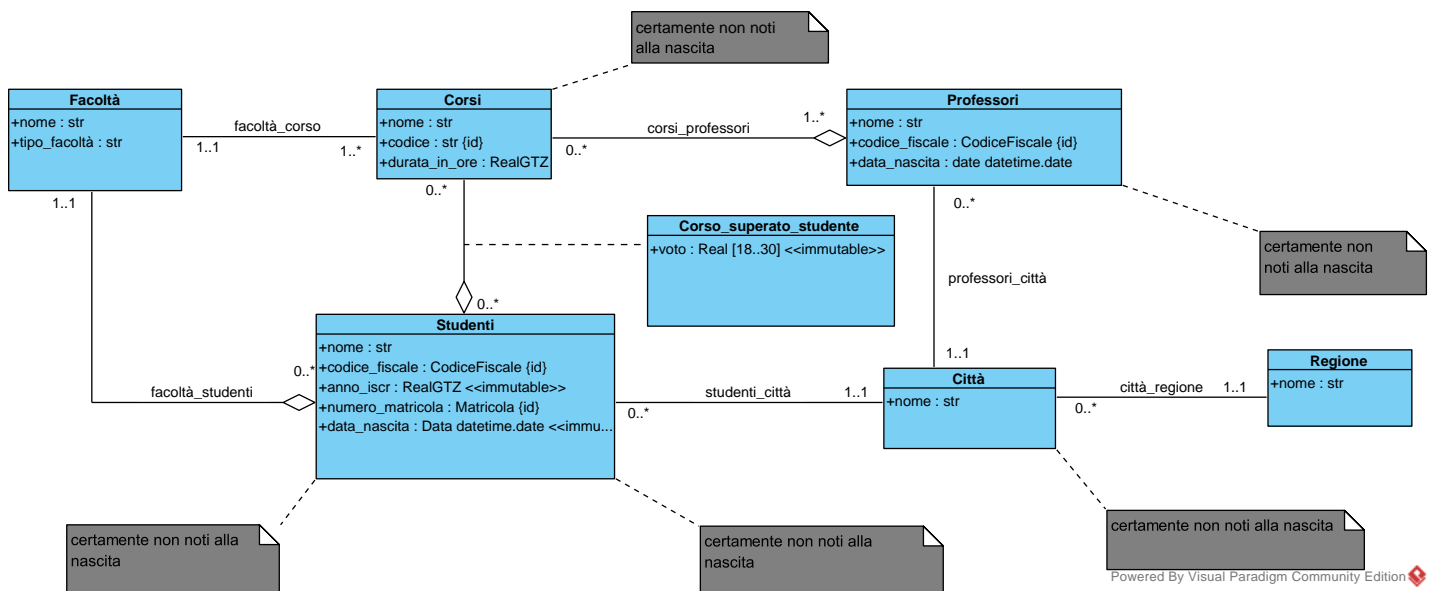 certamente non noti
alla nascita
Facoltà
+nome : str
+tipo_facoltà : str
facoltà_corso
1..1
1..*
Corsi
+nome : str
+codice : str {id}
+durata_in_ore : RealGTZ
0..*
corsi_professori
0..*
1..*
Professori
+nome : str
+codice_fiscale : CodiceFiscale {id}
+data_nascita : date datetime.date
0..*
1..1
Corso_superato_studente
+voto : Real [18..30] <<immutable>>
certamente non
noti alla nascita
professori_città
1..1
0..*
Studenti
+nome : str
+codice_fiscale : CodiceFiscale {id}
+anno_iscr : RealGTZ <<immutable>>
+numero_matricola : Matricola {id}
+data_nascita : Data datetime.date <<immu...
0..*
facoltà_studenti
studenti_città
0..*
1..1
Città
+nome : str
città_regione
0..*
1..1
Regione
+nome : str
certamente non noti alla
nascita
certamente non noti alla
nascita
certamente non noti alla nascita
Powered By Visual Paradigm Community Edition